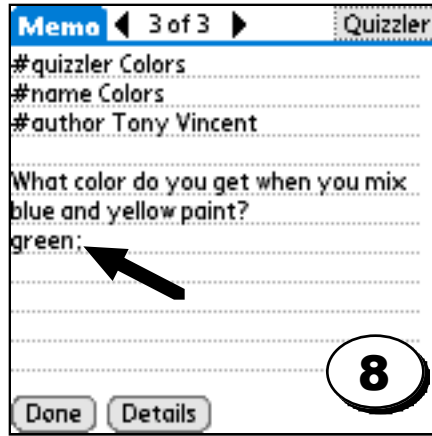 Memo 3 of 3 Quizzler
#quizzler Colors
#name Colors
#author Tony Vincent
What color do you get when you mix
blue and yellow paint?
green;
8
Done Details